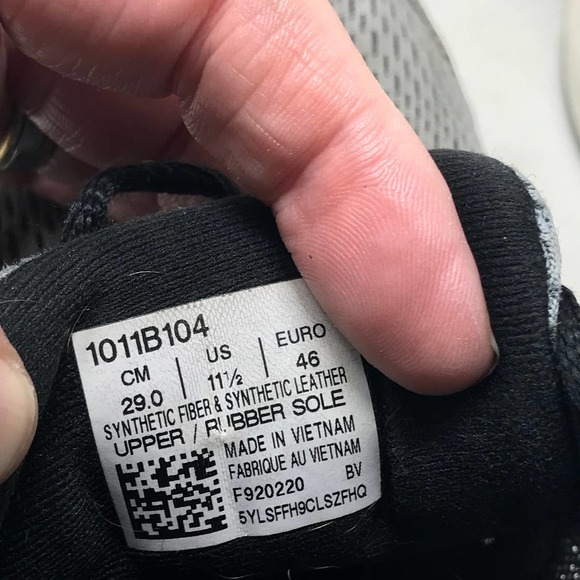 1011B104
CM | US | EURO
29.0 | 11½ | 46
SYNTHETIC FIBER & SYNTHETIC LEATHER
UPPER / RUBBER SOLE
MADE IN VIETNAM
FABRIQUE AU VIETNAM
F920220 BV
5YLSFFH9CLSZFHQ